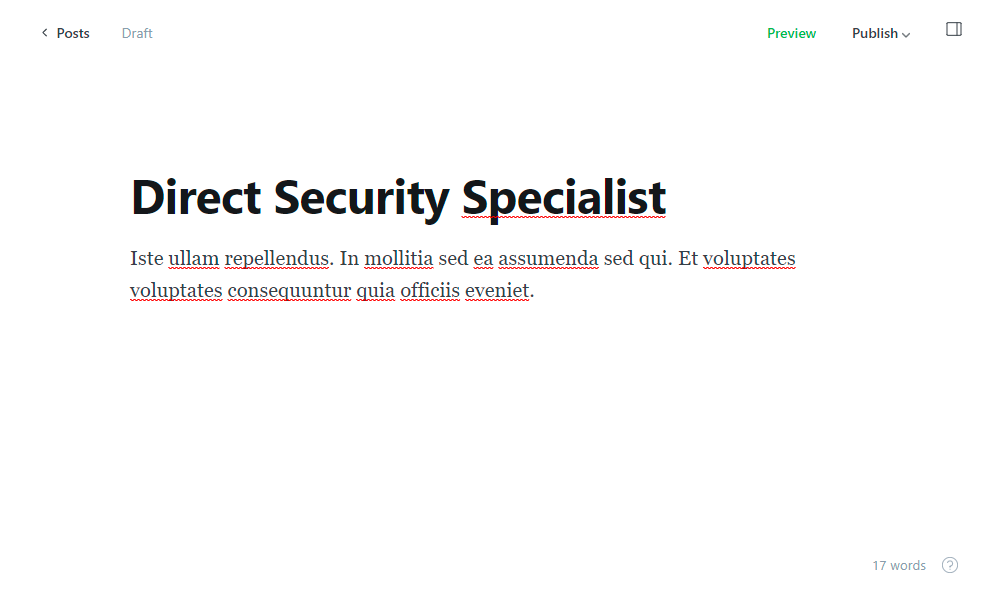 Posts
Draft
Preview
Publish
Direct Security Specialist
Iste ullam repellendus. In mollitia sed ea assumenda sed qui. Et voluptates
voluptates consequuntur quia officiis eveniet.
17 words
?